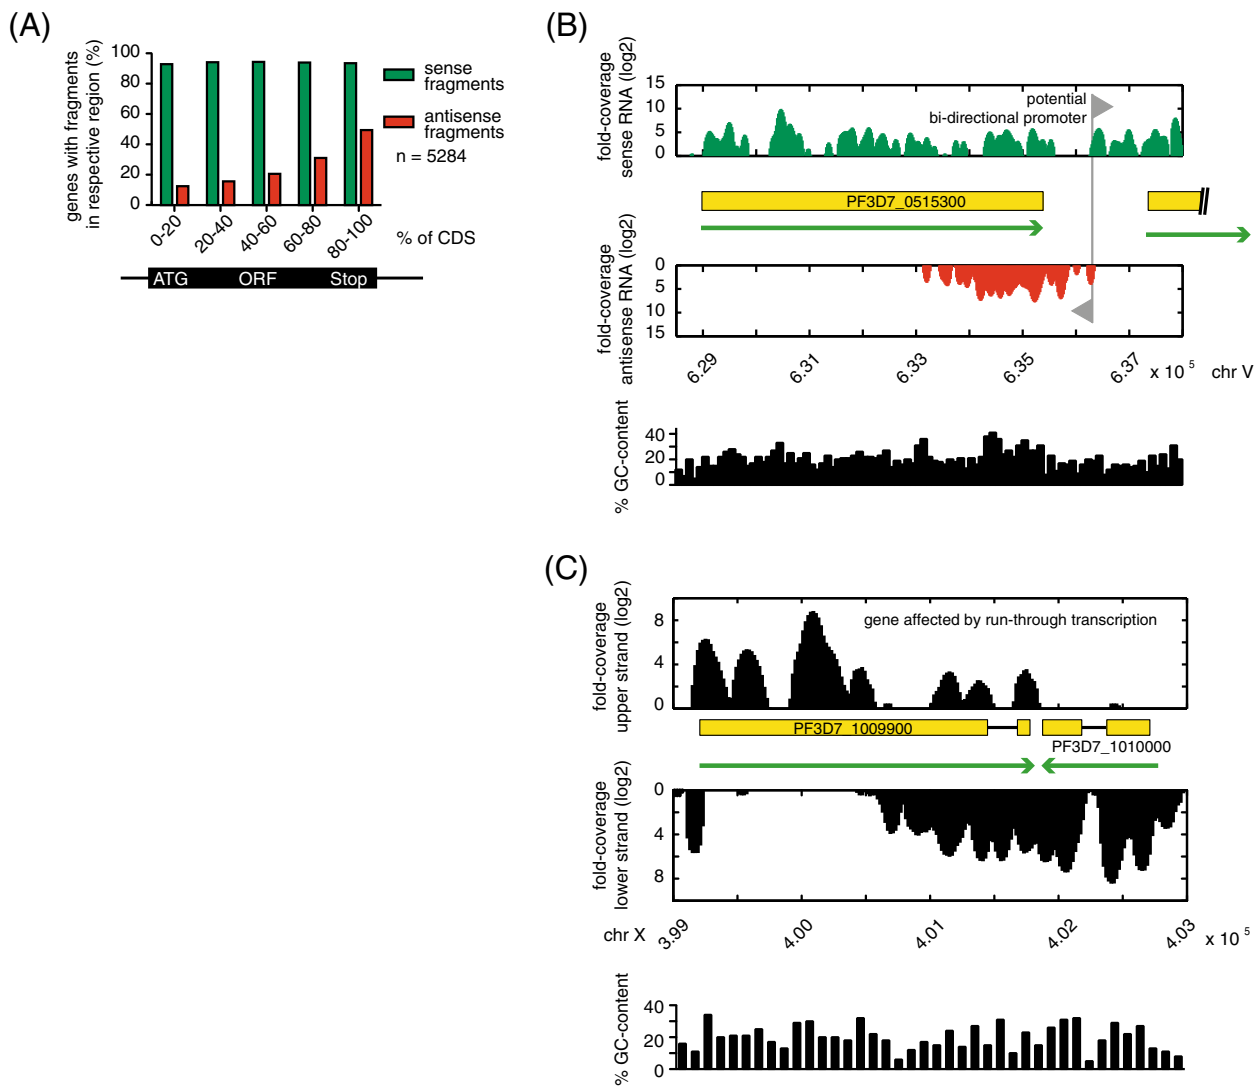 (A)
genes with fragments
in respective region (%)
100
80
60
40
20
0
0-20
20-40
40-60
60-80
80-100
% of CDS
sense
fragments
antisense
fragments
n = 5284
ATG ORF Stop
(B)
fold-coverage
sense RNA (log2)
15
10
5
0
potential
bi-directional promoter
PF3D7_0515300
fold-coverage
antisense RNA (log2)
0
5
10
15
6.29
6.31
6.33
6.35
6.37
x 10 5 chr V
% GC-content
40
20
0
(C)
fold-coverage
upper strand (log2)
8
4
0
gene affected by run-through transcription
PF3D7_1009900
PF3D7_1010000
fold-coverage
lower strand (log2)
0
4
8
chr X
3.99
4.00
4.01
4.02
4.03
x 10 5
% GC-content
40
20
0